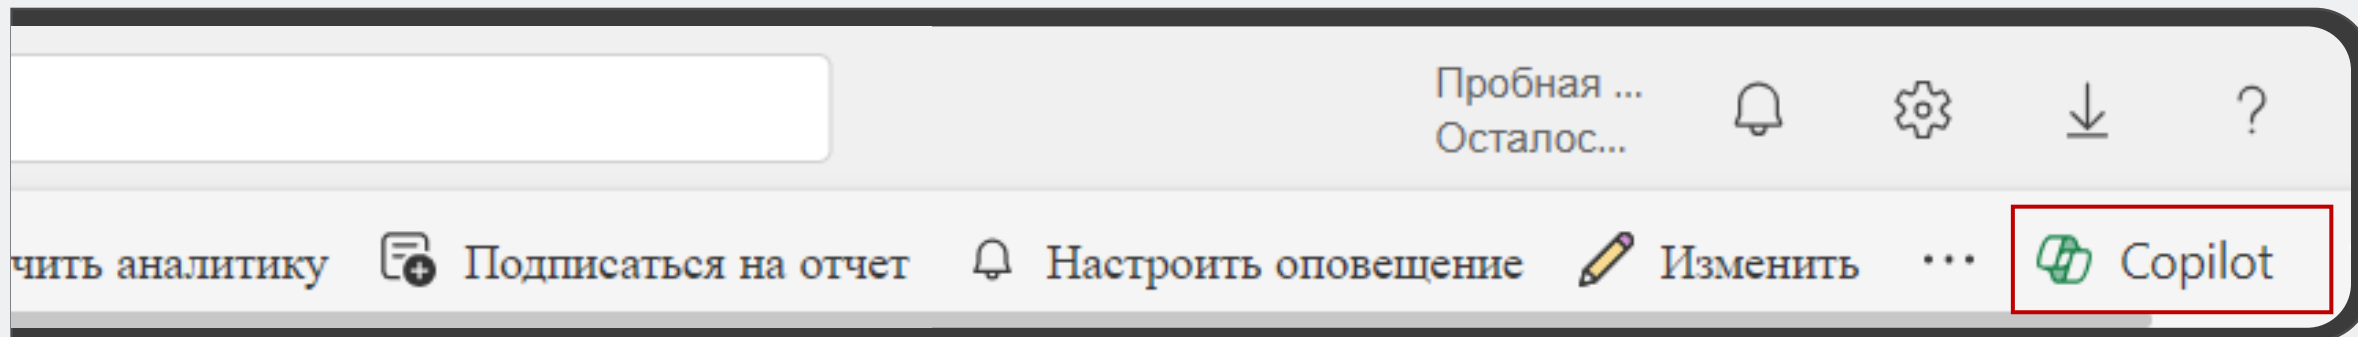 Пробная ...
Осталос...
?
чить аналитику Подписаться на отчет Настроить оповещение Изменить ... Copilot